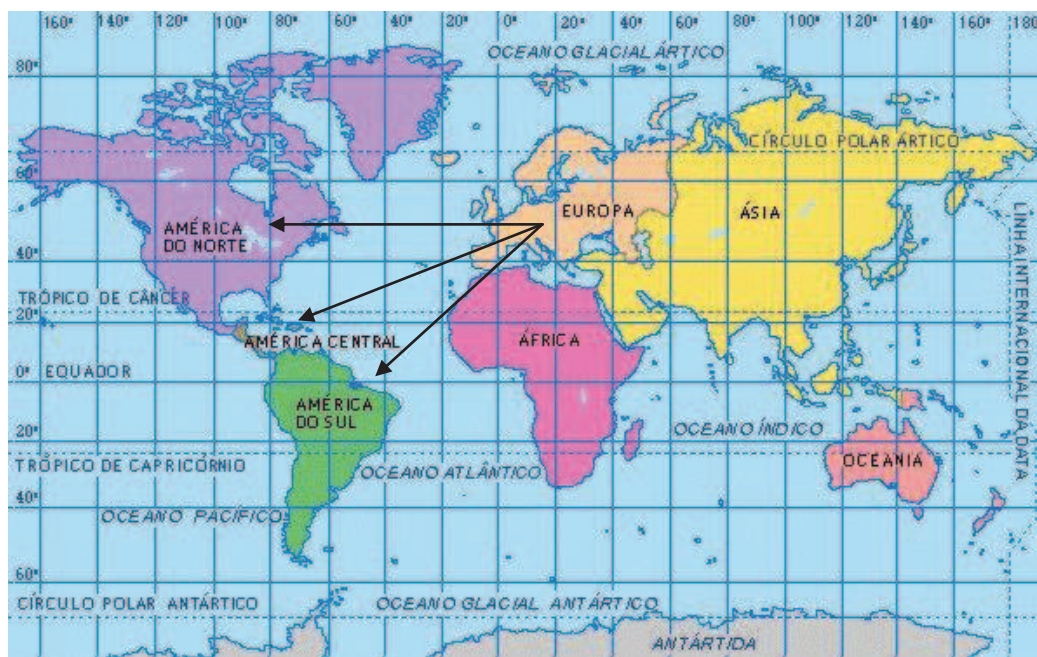 160° 120° 100° 80° 60° 40° 20° 0° 20° 40° 60° 80° 100° 120° 140° 160° 180
OCEANO GLACIAL ÁRTICO
80°
CÍRCULO POLAR ÁRTICO
60°
EUROPA
ÁSIA
AMÉRICA
DO NORTE
40°
LINHA INTERNACIONAL DA DATA
TRÓPICO DE CÂNCER
20°
AMÉRICA CENTRAL
ÁFRICA
0°
EQUADOR
AMÉRICA
DO SUL
OCEANO ÍNDICO
20°
TRÓPICO DE CAPRICÓRNIO
OCEANO ATLÂNTICO
OCEANIA
40°
OCEANO PACÍFICO
60°
CÍRCULO POLAR ANTÁRTICO
OCEANO GLACIAL ANTÁRTICO
ANTÁRTIDA